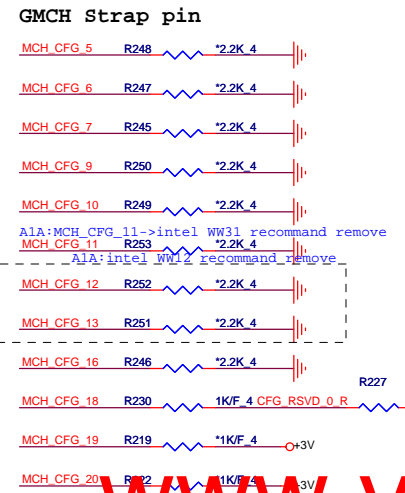 GMCH Strap pin
MCH_CFG_5 R248 *2.2K_4
MCH_CFG_6 R247 *2.2K_4
MCH_CFG_7 R245 *2.2K_4
MCH_CFG_9 R250 *2.2K_4
MCH_CFG_10 R249 *2.2K_4
A1A:MCH_CFG_11->intel WW31 recommand remove
MCH_CFG_11 R253 *2.2K_4
A1A:intel WW12 recommand remove
MCH_CFG_12 R252 *2.2K_4
MCH_CFG_13 R251 *2.2K_4
MCH_CFG_16 R246 *2.2K_4
R227
MCH_CFG_18 R230 1K/F_4 CFG_RSVD_0_R
MCH_CFG_19 R219 *1K/F_4 +3V
MCH_CFG_20